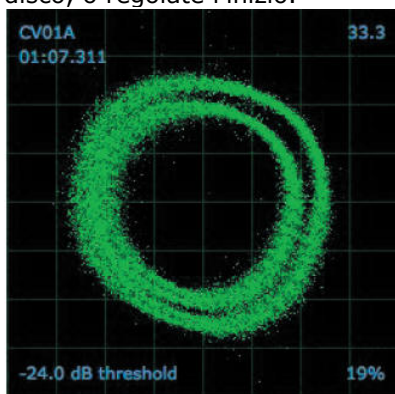 disco, o regolate l'inizio.
CV01A 33.3
01:07.311
-24.0 dB threshold 19%